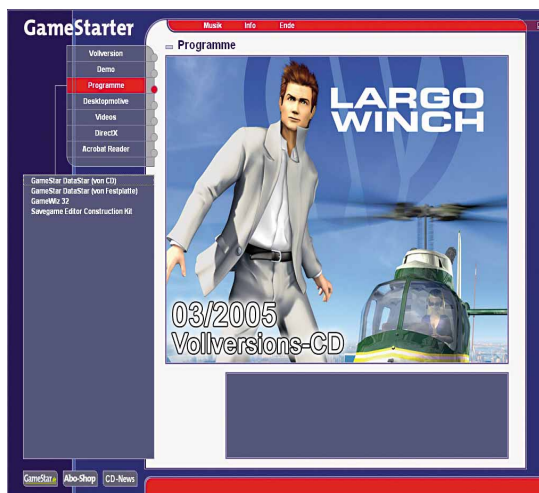 GameStarter
Musik Info Ende
Programme
Vollversion
Demo
Programme
Desktopmotive
Videos
DirectX
Acrobat Reader
GameStar DataStar (von CD)
GameStar DataStar (von Festplatte)
GameWiz 32
Savegame Editor Construction Kit
LARGO
WINCH
03/2005
Vollversions-CD
GameStar Abo-Shop CD-News